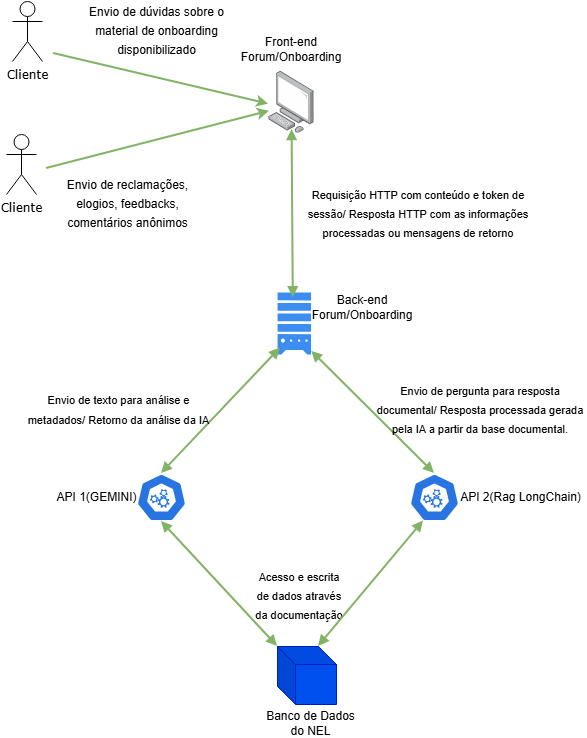 Envio de dúvidas sobre o
material de onboarding
disponibilizado
Cliente
Front-end
Forum/Onboarding
Cliente
Envio de reclamações,
elogios, feedbacks,
comentários anônimos
Requisição HTTP com conteúdo e token de
sessão/ Resposta HTTP com as informações
processadas ou mensagens de retorno
Back-end
Forum/Onboarding
Envio de texto para análise e
metadados/ Retorno da análise da IA
Envio de pergunta para resposta
documental/ Resposta processada gerada
pela IA a partir da base documental.
API 1(GEMINI)
API 2(Rag LongChain)
Acesso e escrita
de dados através
da documentação
Banco de Dados
do NEL